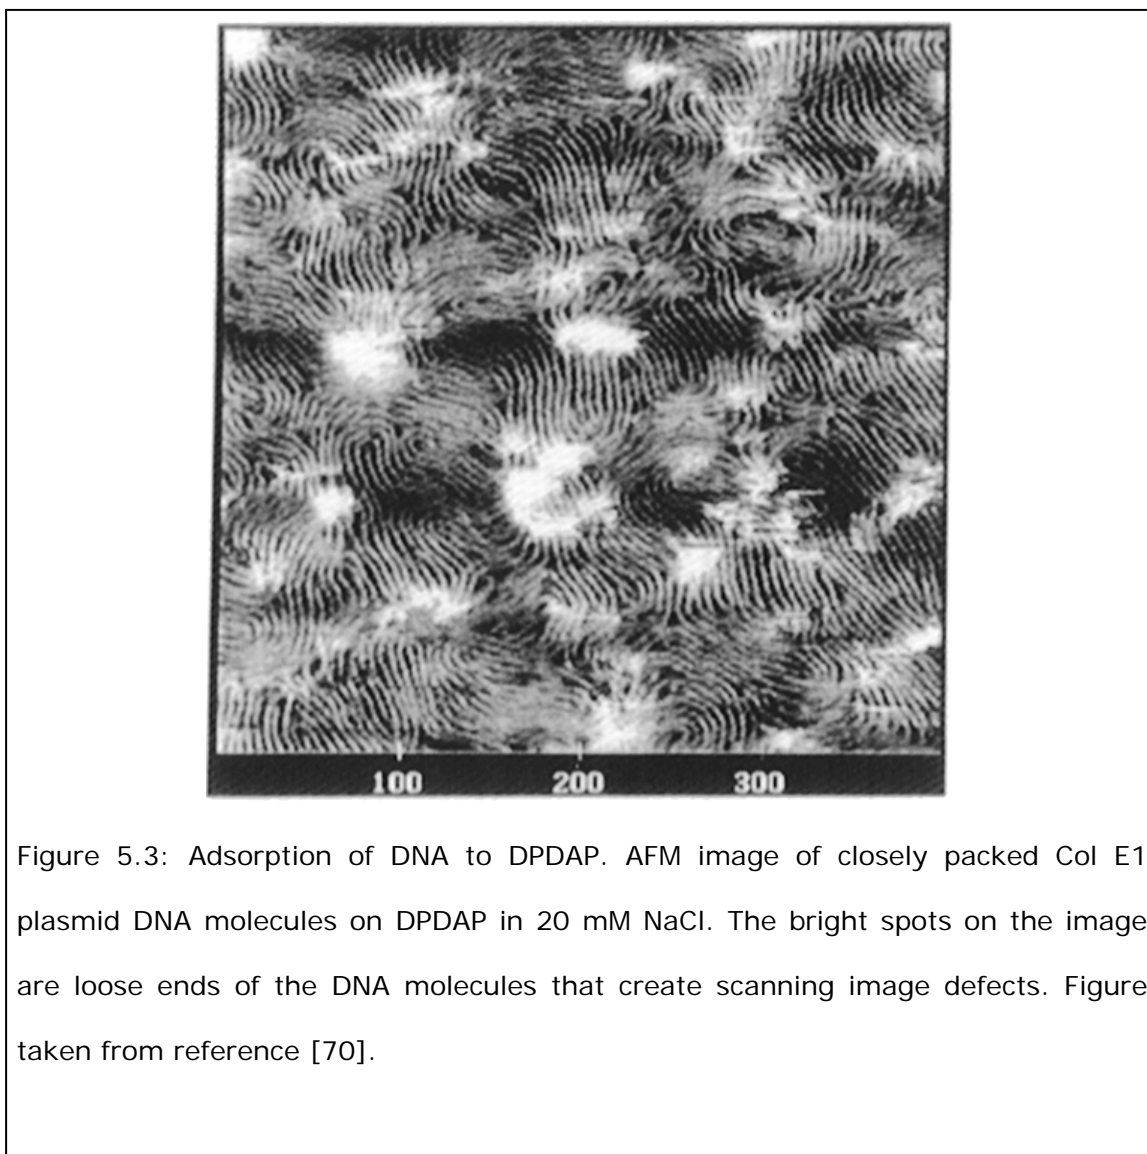 100 200 300
Figure 5.3: Adsorption of DNA to DPDAP. AFM image of closely packed Col E1
plasmid DNA molecules on DPDAP in 20 mM NaCl. The bright spots on the image
are loose ends of the DNA molecules that create scanning image defects. Figure
taken from reference [70].